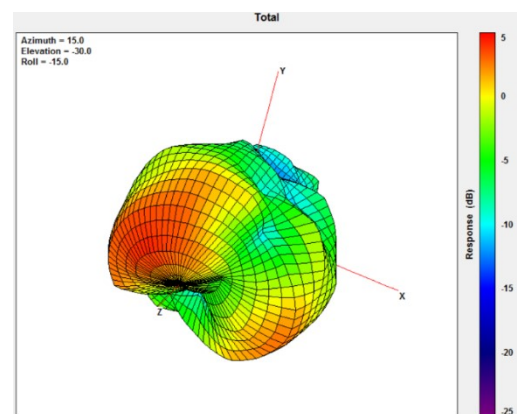 Total
Azimuth = 15.0
Elevation = -30.0
Roll = -15.0
Y
X
Z
5
0
-5
-10
-15
-20
-25
Response (dB)